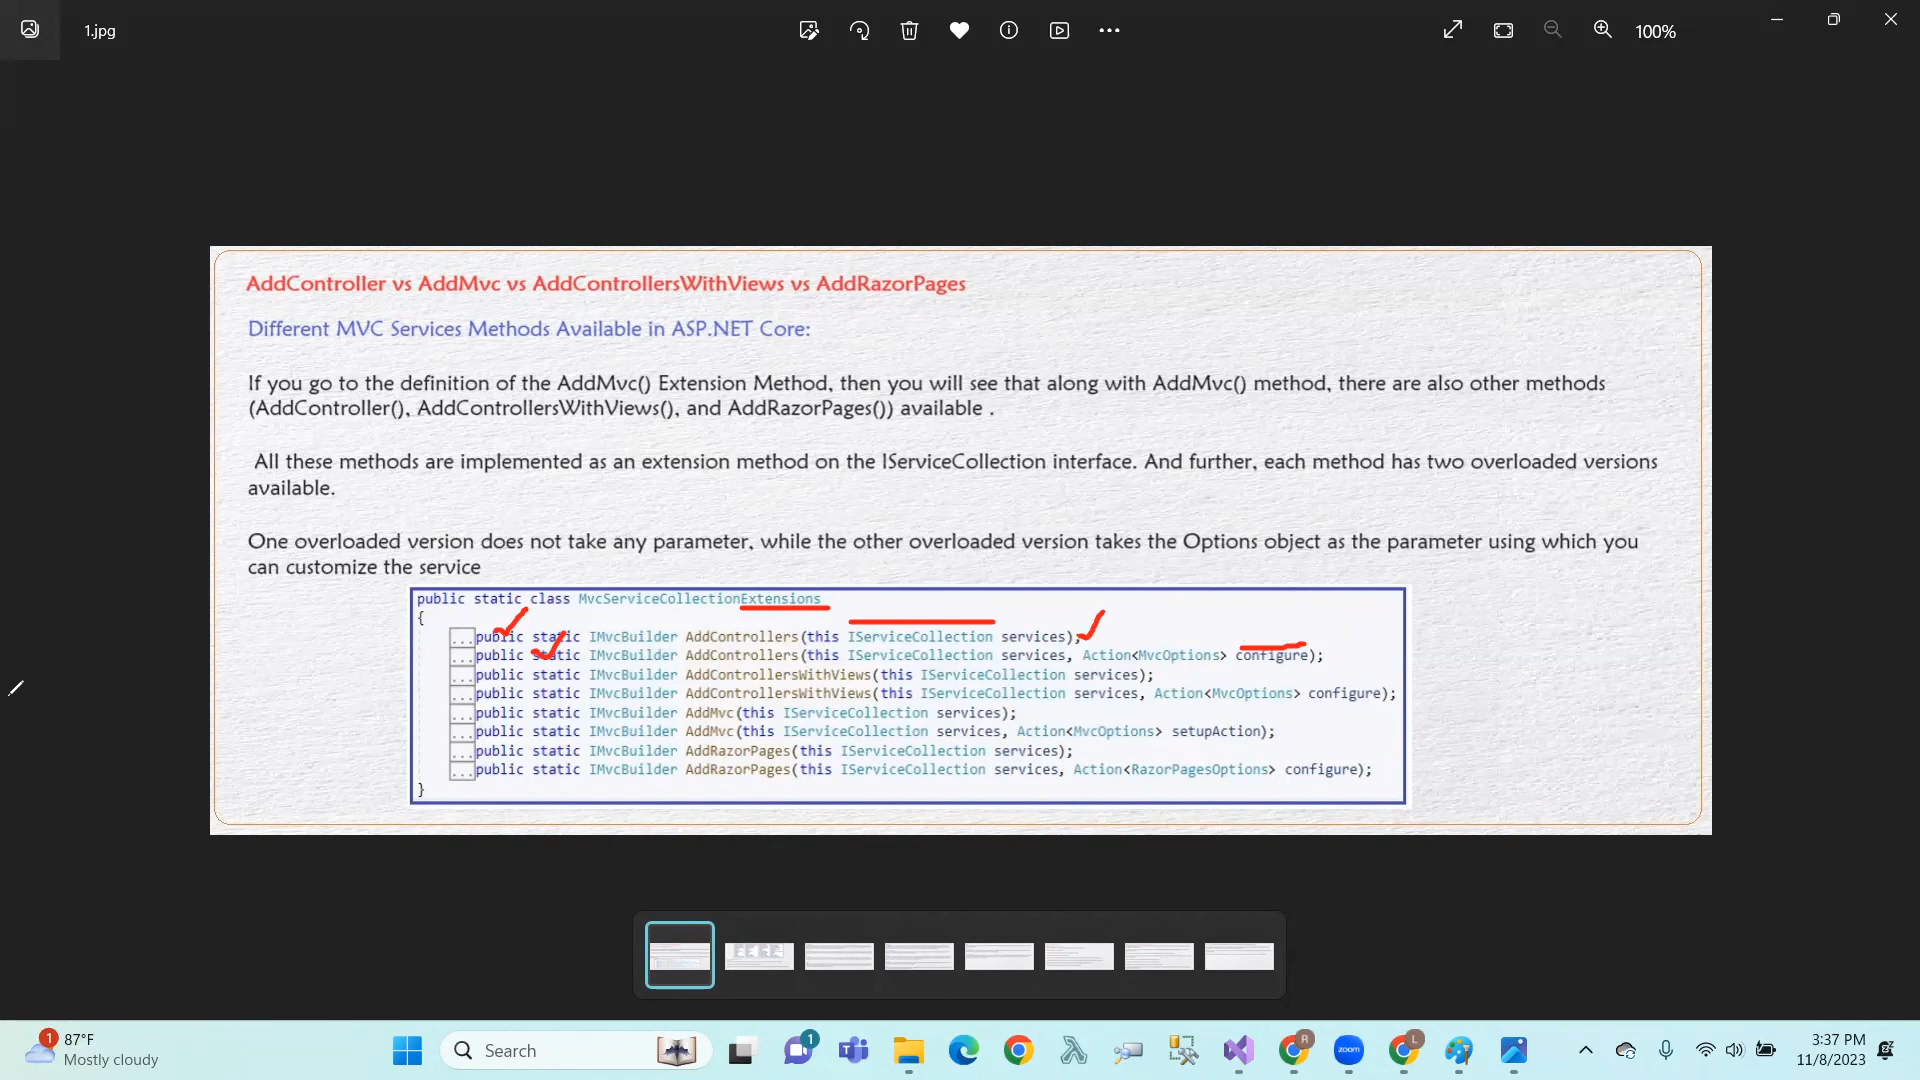 1.jpg
100%
AddController vs AddMvc vs AddControllersWithViews vs AddRazorPages
Different MVC Services Methods Available in ASP.NET Core:
If you go to the definition of the AddMvc() Extension Method, then you will see that along with AddMvc() method, there are also other methods
(AddController(), AddControllersWithViews(), and AddRazorPages()) available .
All these methods are implemented as an extension method on the IServiceCollection interface. And further, each method has two overloaded versions
available.
One overloaded version does not take any parameter, while the other overloaded version takes the Options object as the parameter using which you
can customize the service
public static class MvcServiceCollectionExtensions
{
...public static IMvcBuilder AddControllers(this IServiceCollection services);
...public static IMvcBuilder AddControllers(this IServiceCollection services, Action<MvcOptions> configure);
...public static IMvcBuilder AddControllersWithViews(this IServiceCollection services);
...public static IMvcBuilder AddControllersWithViews(this IServiceCollection services, Action<MvcOptions> configure);
...public static IMvcBuilder AddMvc(this IServiceCollection services);
...public static IMvcBuilder AddMvc(this IServiceCollection services, Action<MvcOptions> setupAction);
...public static IMvcBuilder AddRazorPages(this IServiceCollection services);
...public static IMvcBuilder AddRazorPages(this IServiceCollection services, Action<RazorPagesOptions> configure);
}
1
87°F
Mostly cloudy
Search
1
R
zoom
L
3:37 PM
11/8/2023